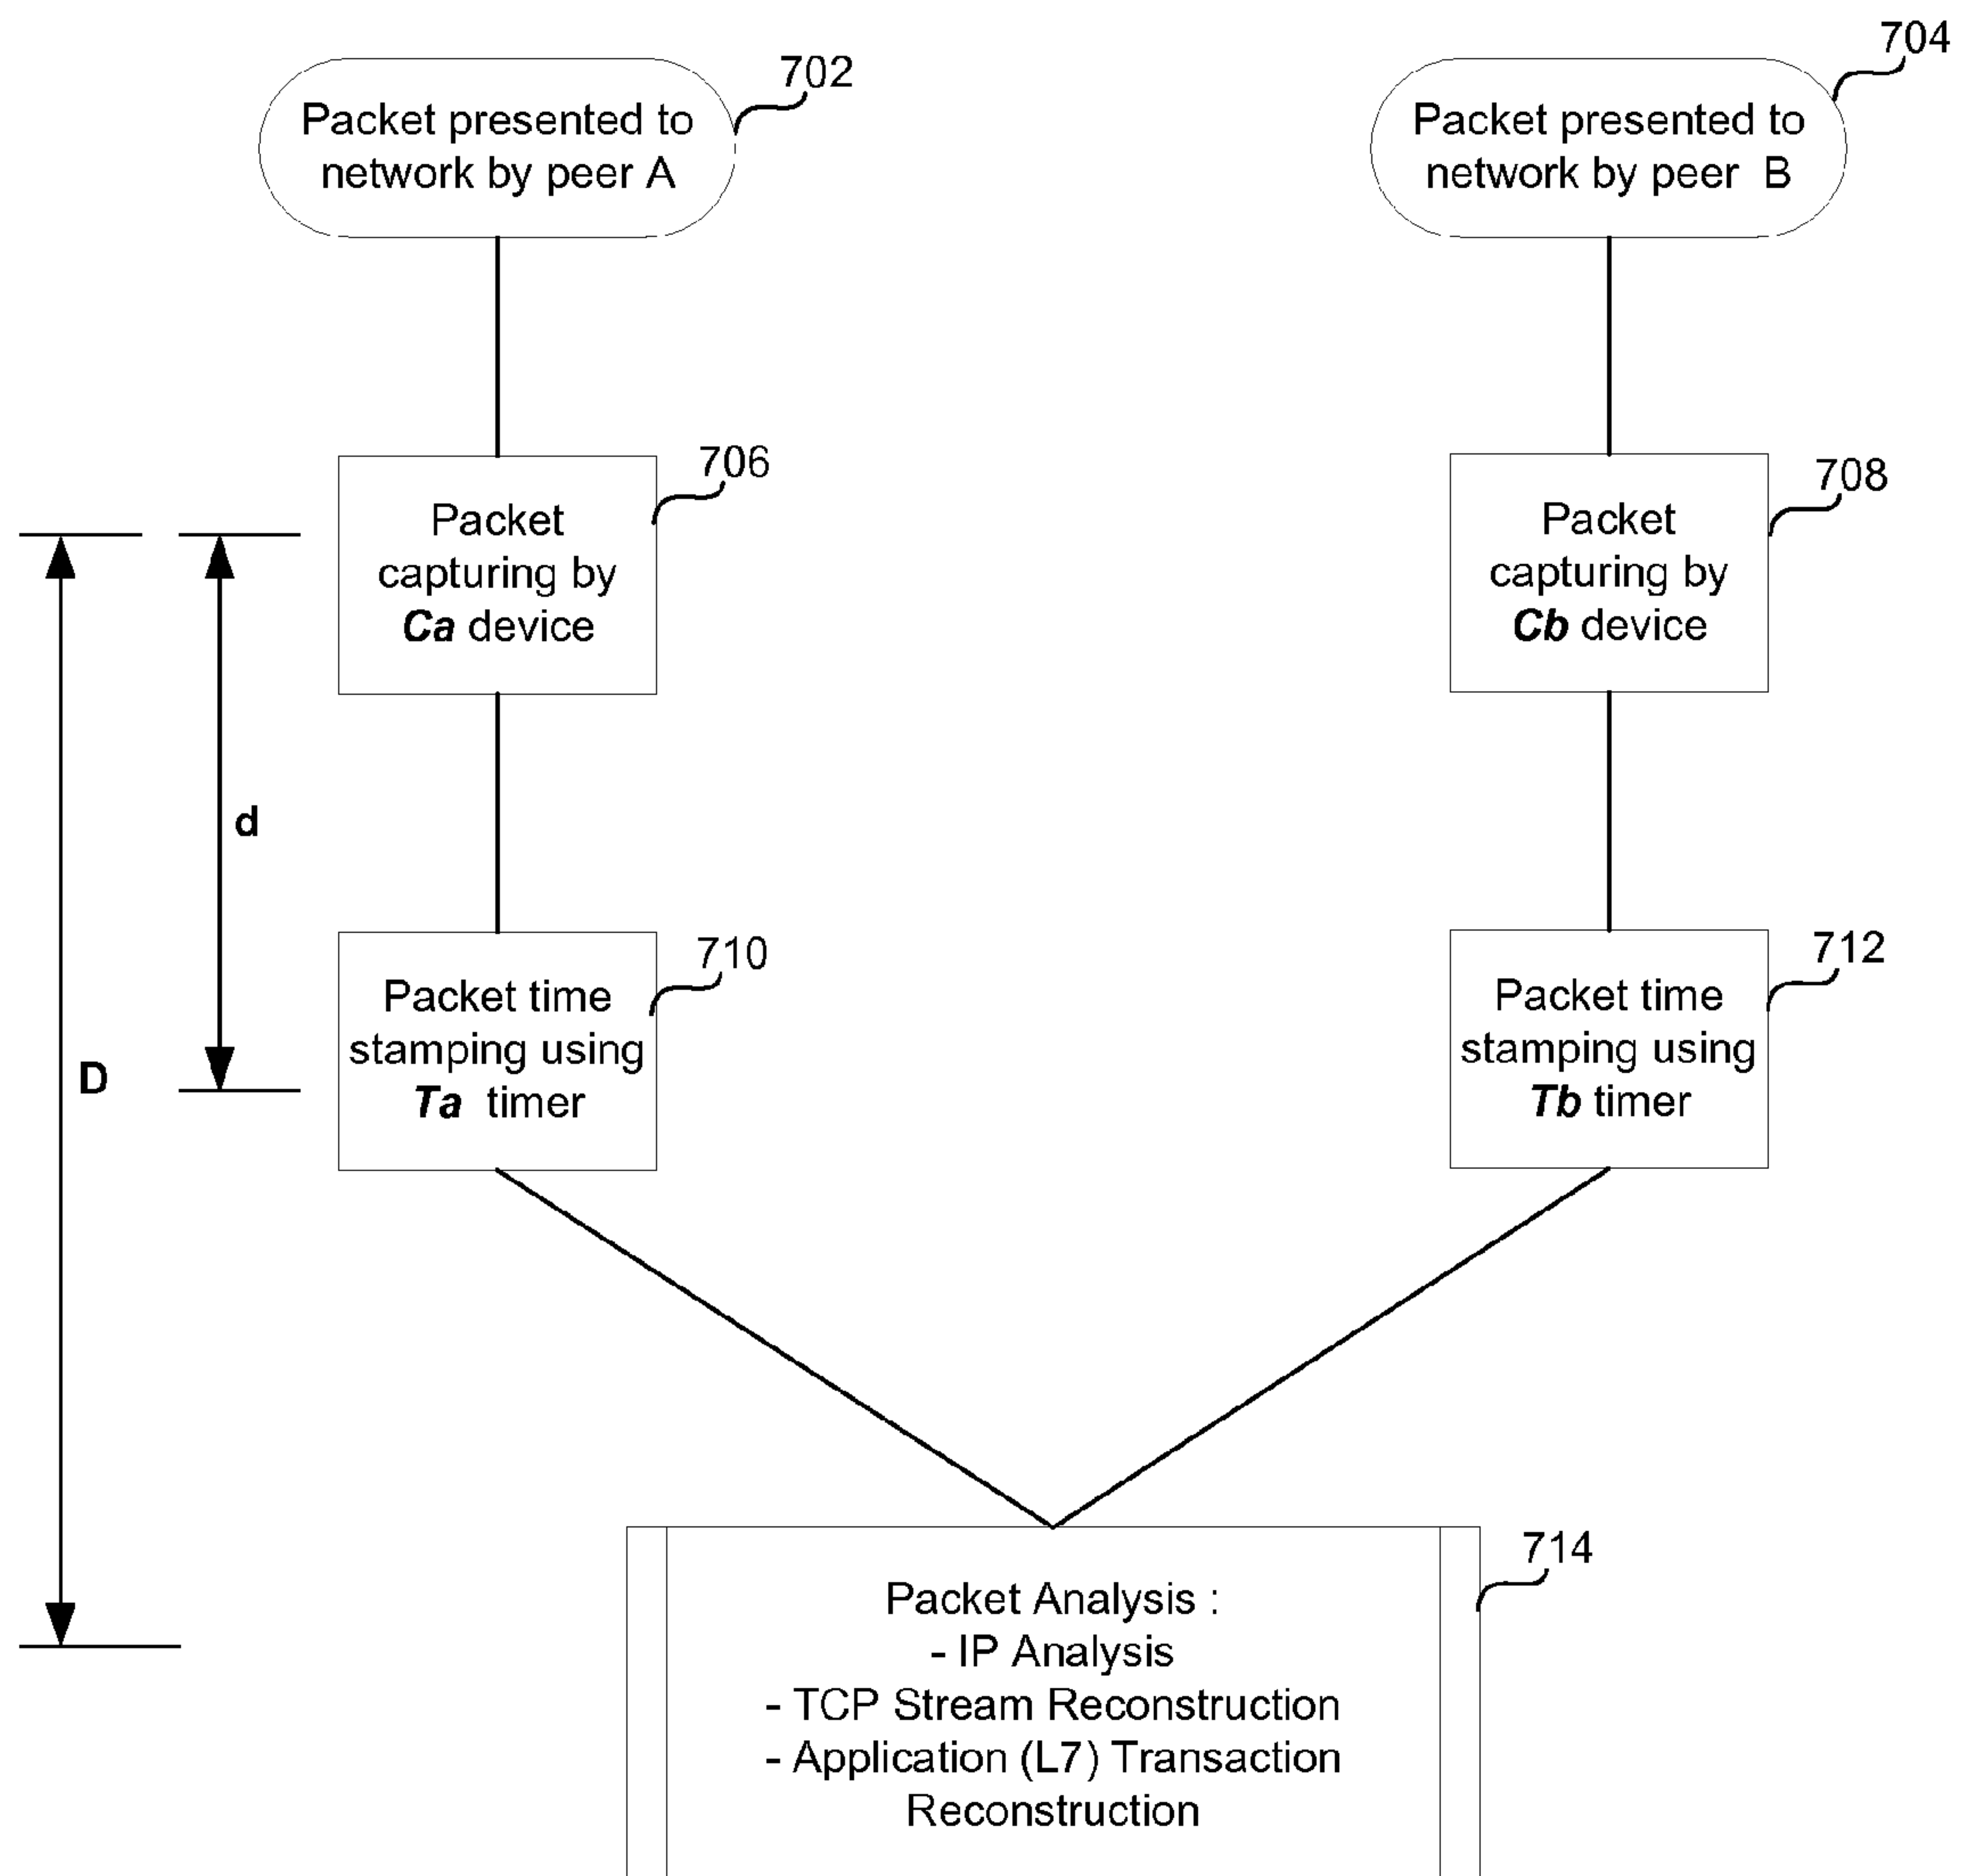 702
Packet presented to
network by peer A
704
Packet presented to
network by peer B
706
Packet
capturing by
Ca device
708
Packet
capturing by
Cb device
d
D
710
Packet time
stamping using
Ta timer
712
Packet time
stamping using
Tb timer
714
Packet Analysis :
- IP Analysis
- TCP Stream Reconstruction
- Application (L7) Transaction
Reconstruction